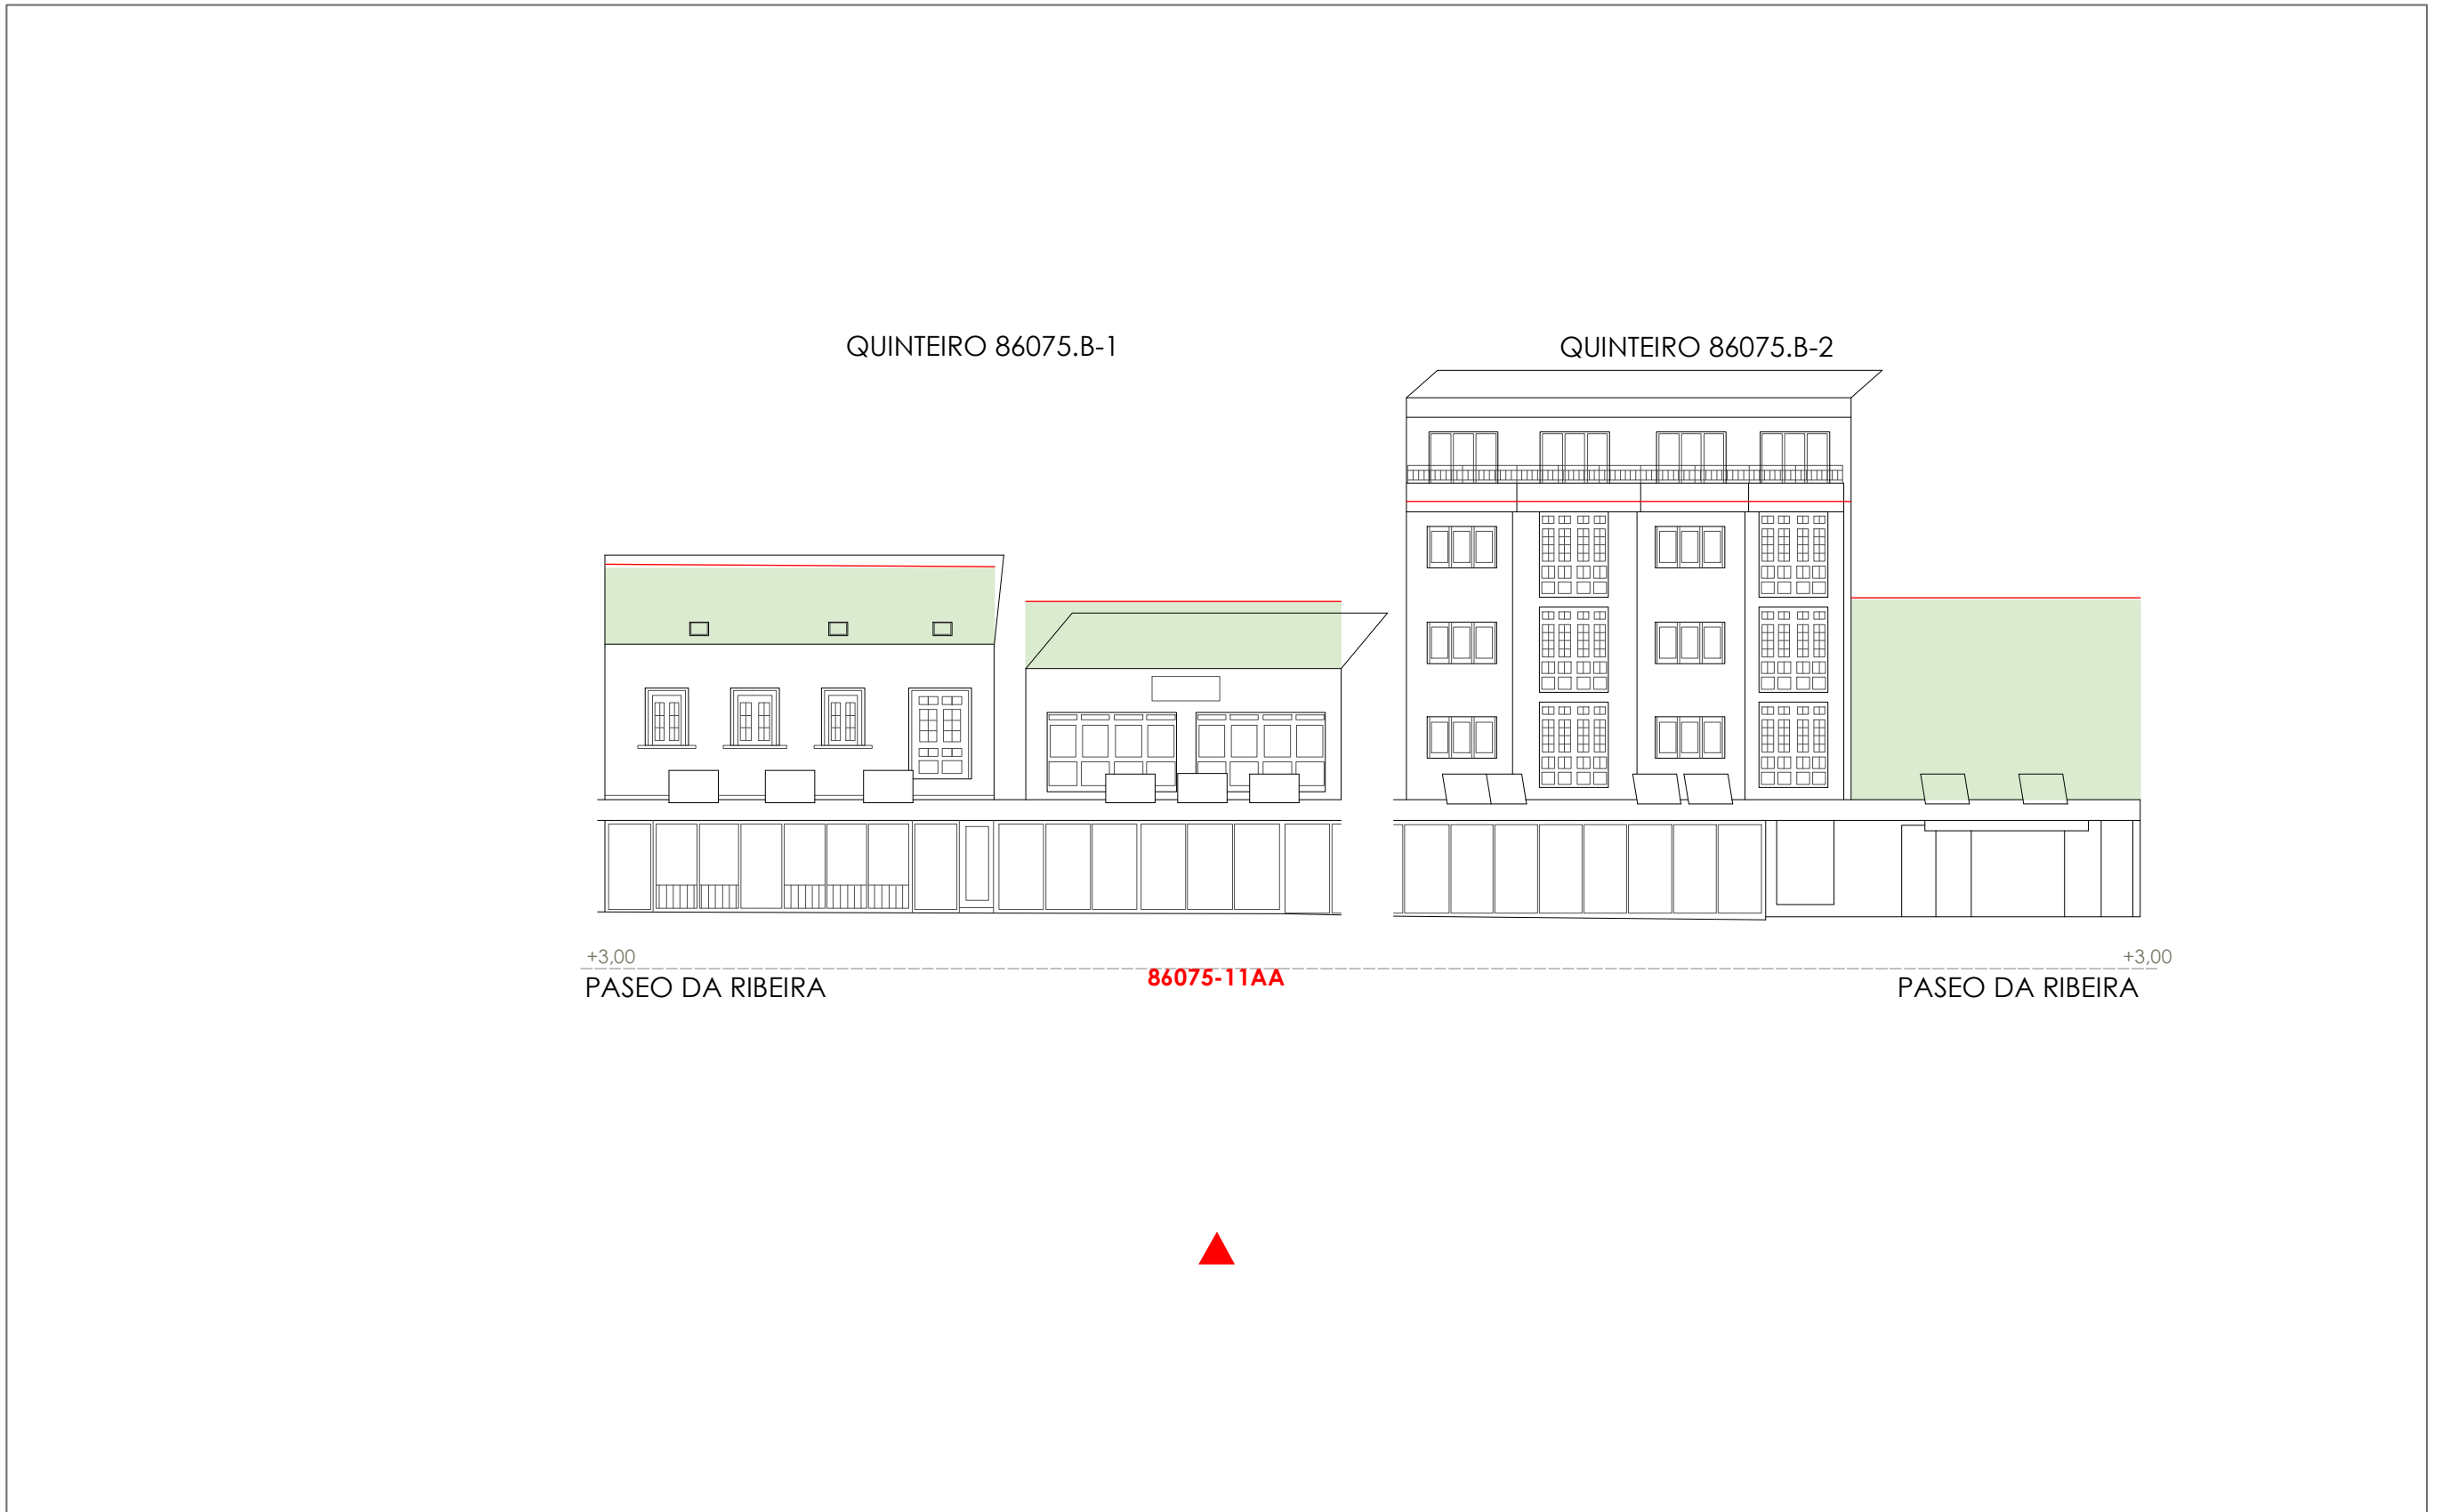 QUINTEIRO 86075.B-1
QUINTEIRO 86075.B-2
+3,00
+3,00
86075-11AA
PASEO DA RIBEIRA
PASEO DA RIBEIRA